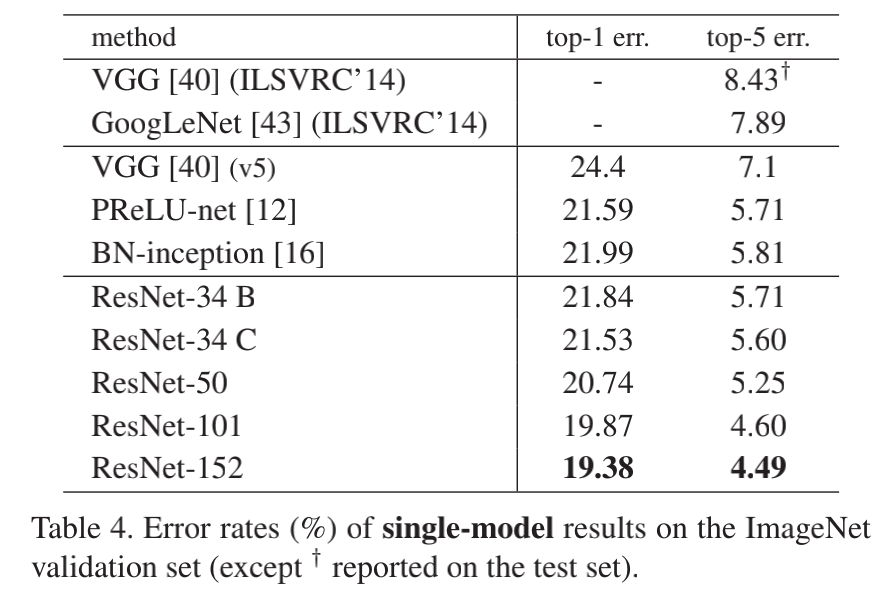 method top-1 err. top-5 err.
VGG [40] (ILSVRC’14) - 8.43†
GoogLeNet [43] (ILSVRC’14) - 7.89
VGG [40] (v5) 24.4 7.1
PReLU-net [12] 21.59 5.71
BN-inception [16] 21.99 5.81
ResNet-34 B 21.84 5.71
ResNet-34 C 21.53 5.60
ResNet-50 20.74 5.25
ResNet-101 19.87 4.60
ResNet-152 19.38 4.49
Table 4. Error rates (%) of single-model results on the ImageNet
validation set (except † reported on the test set).